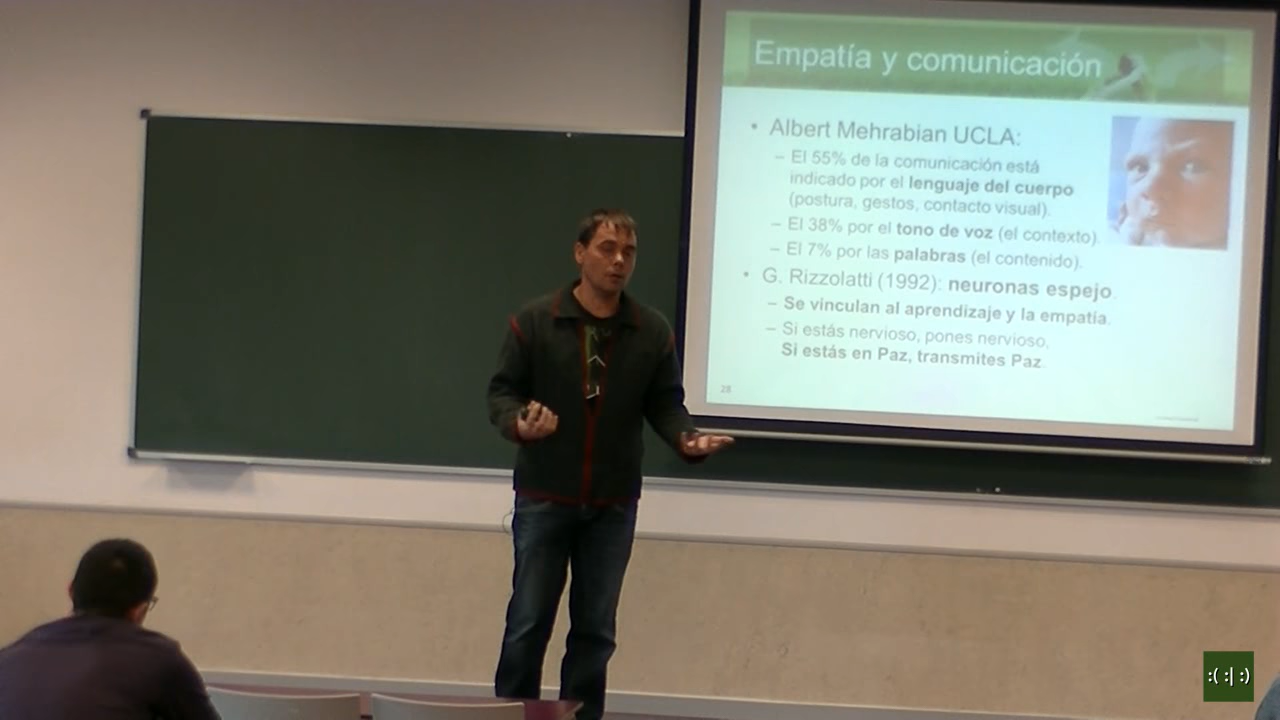 Empatía y comunicación
• Albert Mehrabian UCLA:
– El 55% de la comunicación está
indicado por el lenguaje del cuerpo
(postura, gestos, contacto visual).
– El 38% por el tono de voz (el contexto).
– El 7% por las palabras (el contenido).
• G. Rizzolatti (1992): neuronas espejo.
– Se vinculan al aprendizaje y la empatía.
– Si estás nervioso, pones nervioso.
Si estás en Paz, transmites Paz.
28
:( :| :)